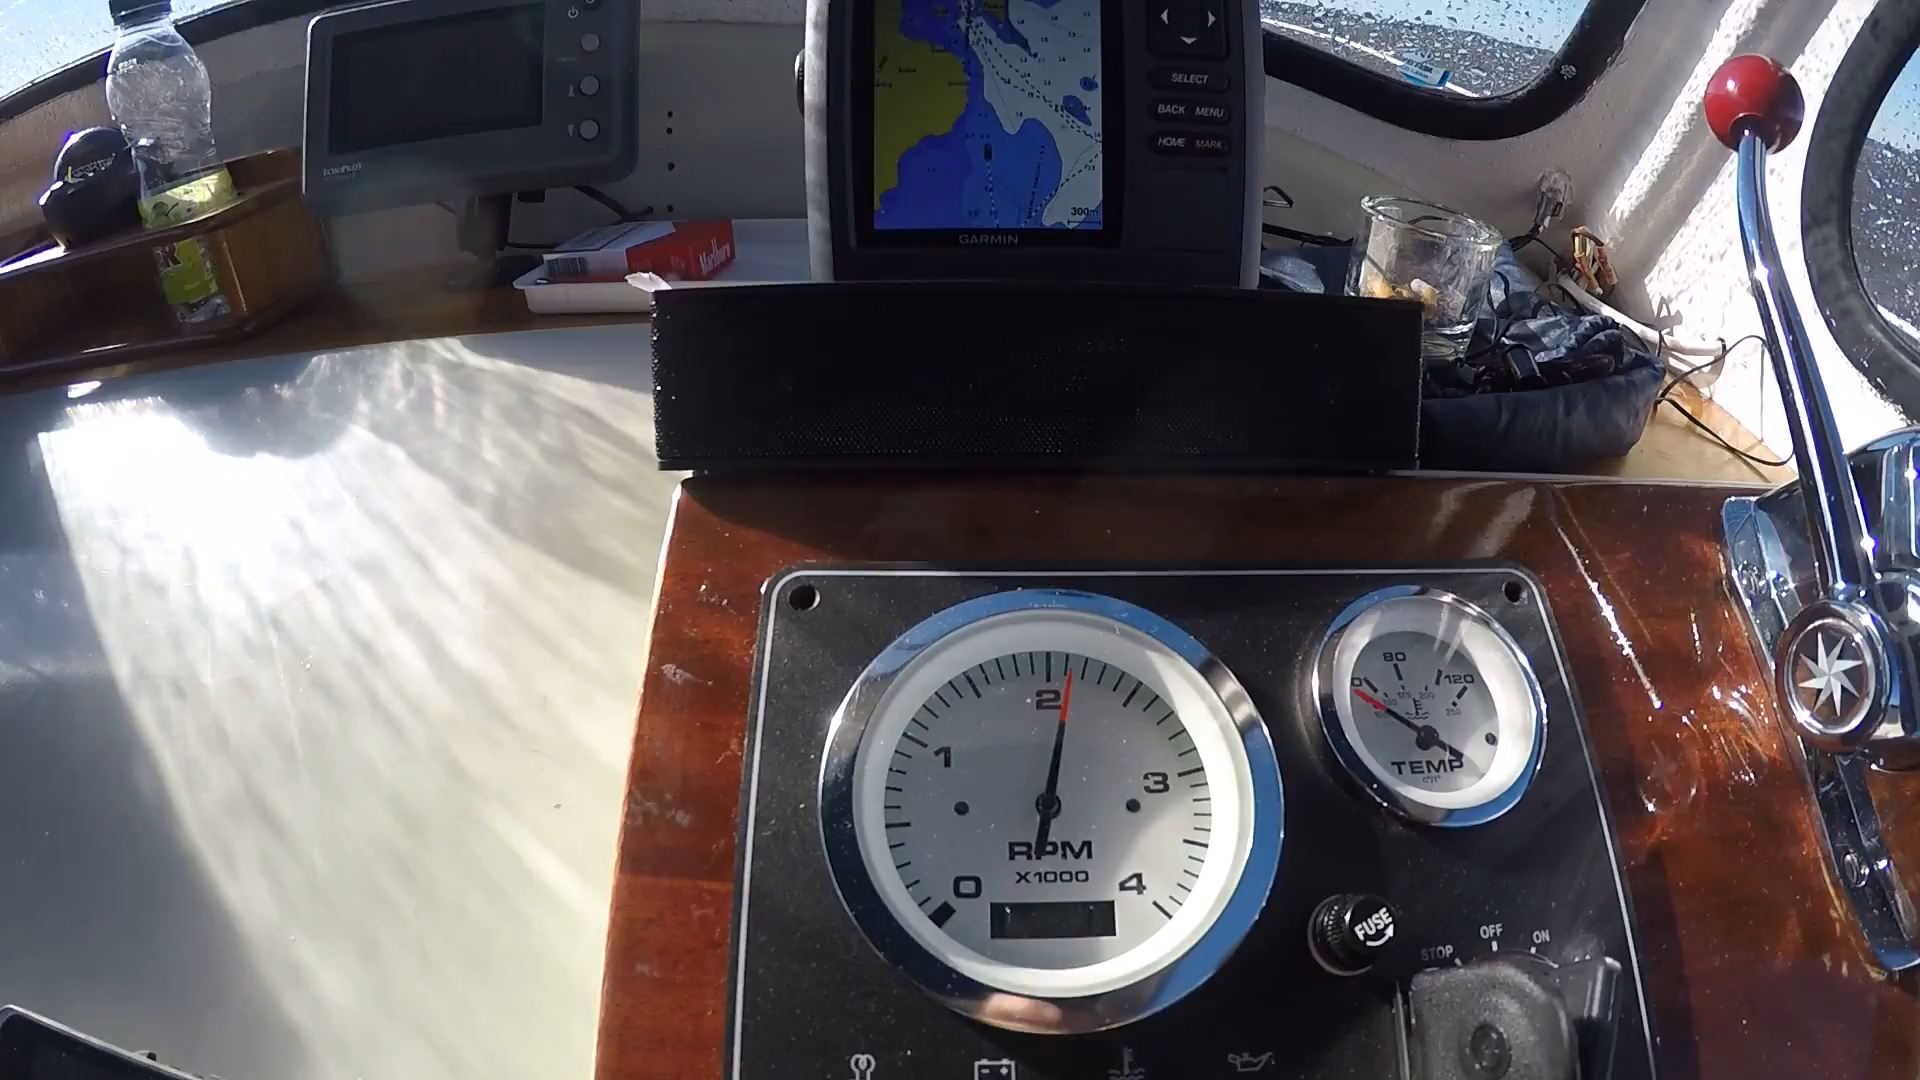 SELECT
BACK MENU
HOME MARK
300m
GARMIN
Marlboro
2
1
3
RPM
X1000
0
4
80
120
250
TEMP
FUSE
STOP
OFF
ON